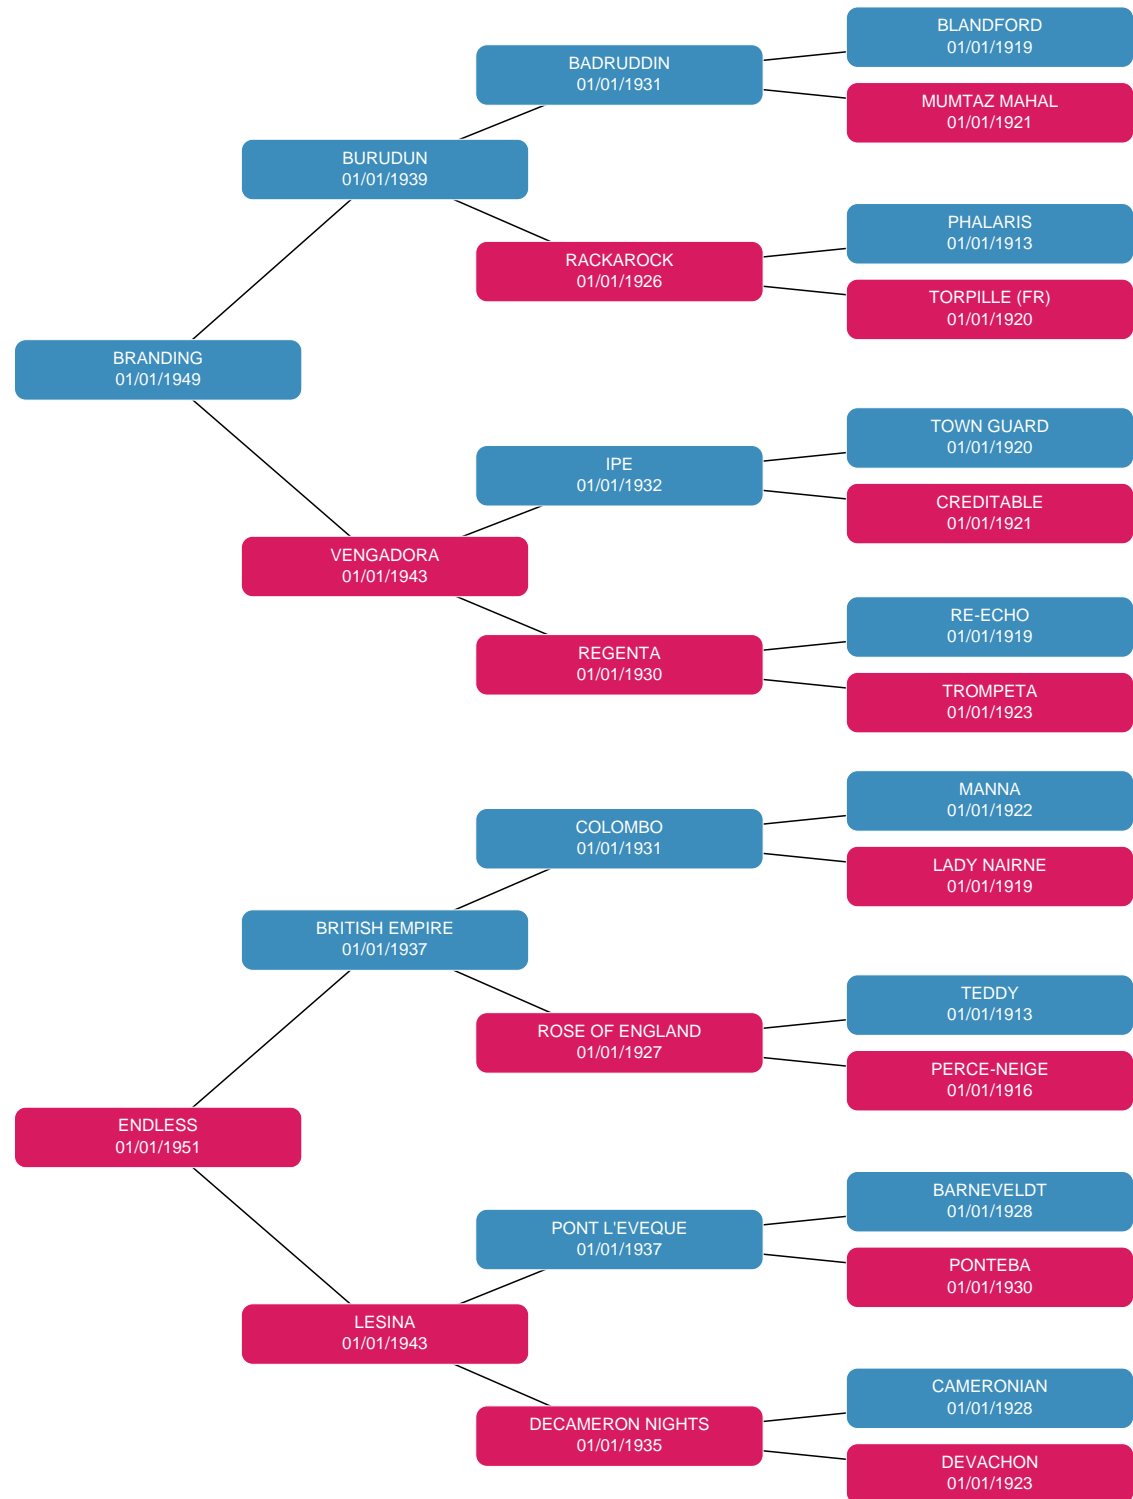 BLANDFORD
01/01/1919
BADRUDDIN
01/01/1931
MUMTAZ MAHAL
01/01/1921
BURUDUN
01/01/1939
PHALARIS
01/01/1913
RACKAROCK
01/01/1926
TORPILLE (FR)
01/01/1920
BRANDING
01/01/1949
TOWN GUARD
01/01/1920
IPE
01/01/1932
CREDITABLE
01/01/1921
VENGADORA
01/01/1943
RE-ECHO
01/01/1919
REGENTA
01/01/1930
TROMPETA
01/01/1923
MANNA
01/01/1922
COLOMBO
01/01/1931
LADY NAIRNE
01/01/1919
BRITISH EMPIRE
01/01/1937
TEDDY
01/01/1913
ROSE OF ENGLAND
01/01/1927
PERCE-NEIGE
01/01/1916
ENDLESS
01/01/1951
BARNEVELDT
01/01/1928
PONT L'EVEQUE
01/01/1937
PONTEBA
01/01/1930
LESINA
01/01/1943
CAMERONIAN
01/01/1928
DECAMERON NIGHTS
01/01/1935
DEVACHON
01/01/1923